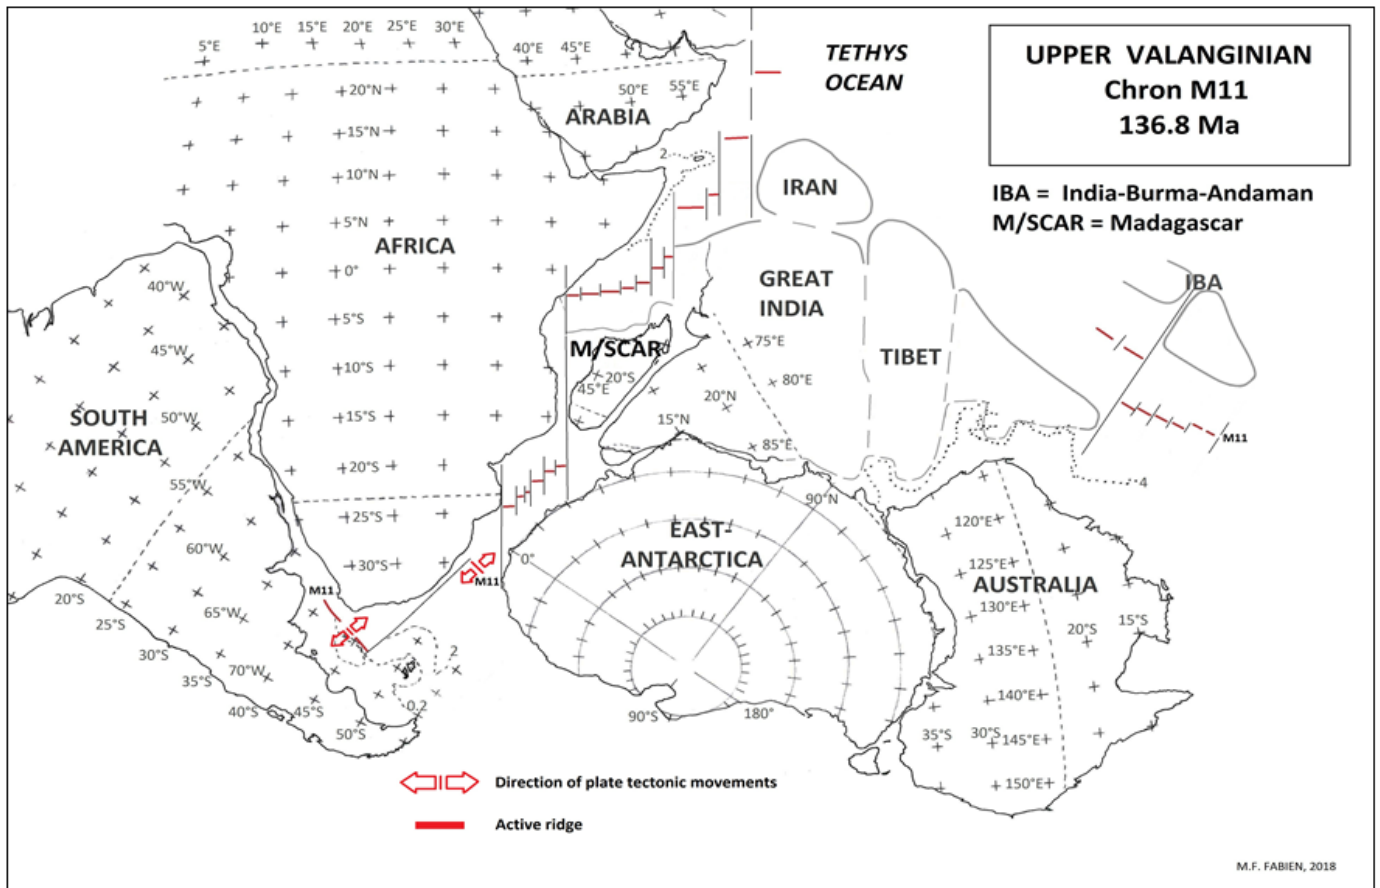 UPPER VALANGINIAN
Chron M11
136.8 Ma
IBA = India-Burma-Andaman
M/SCAR = Madagascar
TETHYS
OCEAN
5°E
10°E
15°E
20°E
25°E
30°E
40°E
45°E
50°E
55°E
ARABIA
20°N
15°N
10°N
5°N
0°
5°S
10°S
15°S
20°S
25°S
30°S
AFRICA
2
IRAN
GREAT
INDIA
TIBET
IBA
M11
4
M/SCAR
20°S
45°E
75°E
80°E
85°E
20°N
15°N
40°W
45°W
50°W
55°W
60°W
65°W
70°W
SOUTH
AMERICA
20°S
25°S
30°S
35°S
40°S
45°S
50°S
M11
M11
2
0.2
0°
90°N
EAST-
ANTARCTICA
90°S
180°
AUSTRALIA
120°E
125°E
130°E
135°E
140°E
145°E
150°E
15°S
20°S
30°S
35°S
Direction of plate tectonic movements
Active ridge
M.F. FABIEN, 2018